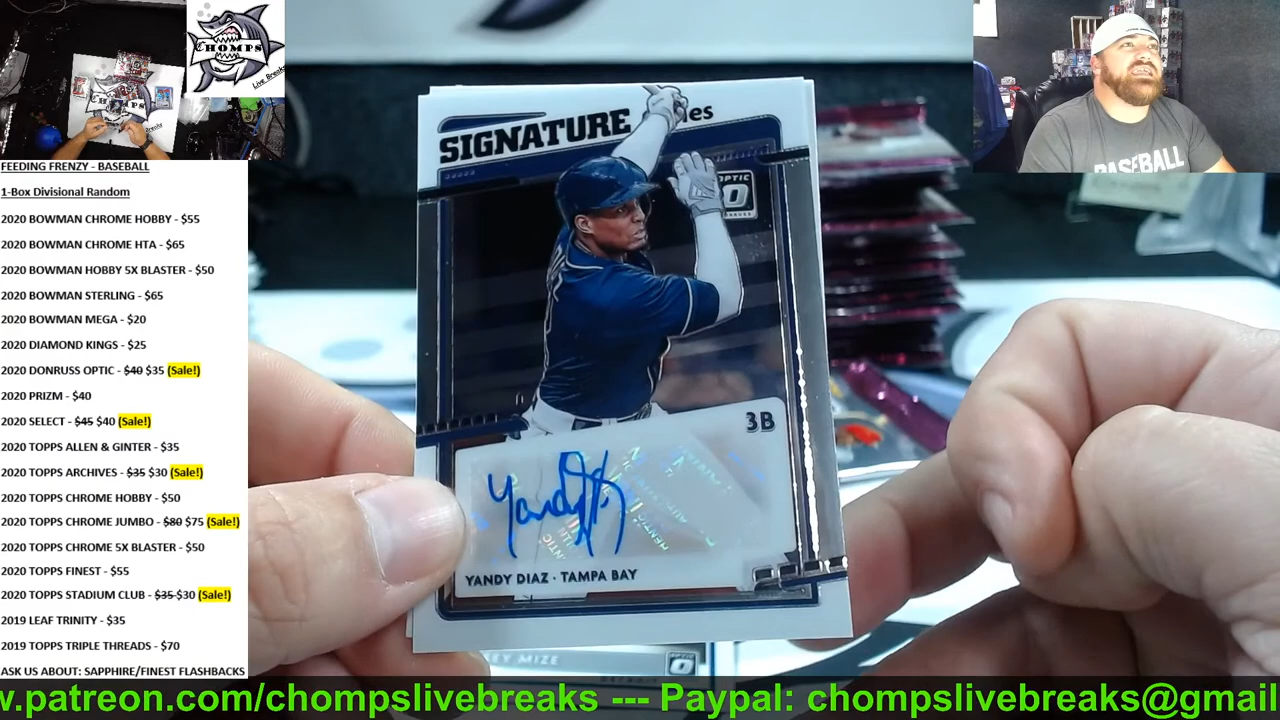 CHOMPS
Live Breaks
FEEDING FRENZY - BASEBALL
1-Box Divisional Random
2020 BOWMAN CHROME HOBBY - $55
2020 BOWMAN CHROME HTA - $65
2020 BOWMAN HOBBY 5X BLASTER - $50
2020 BOWMAN STERLING - $65
2020 BOWMAN MEGA - $20
2020 DIAMOND KINGS - $25
2020 DONRUSS OPTIC - $40 $35 (Sale!)
2020 PRIZM - $40
2020 SELECT - $45 $40 (Sale!)
2020 TOPPS ALLEN & GINTER - $35
2020 TOPPS ARCHIVES - $35 $30 (Sale!)
2020 TOPPS CHROME HOBBY - $50
2020 TOPPS CHROME JUMBO - $80 $75 (Sale!)
2020 TOPPS CHROME 5X BLASTER - $50
2020 TOPPS FINEST - $55
2020 TOPPS STADIUM CLUB - $35 $30 (Sale!)
2019 LEAF TRINITY - $35
2019 TOPPS TRIPLE THREADS - $70
ASK US ABOUT: SAPPHIRE/FINEST FLASHBACKS
SIGNATURE
OPTIC
3B
YANDY DIAZ · TAMPA BAY
MIZE
BASEBALL
w.patreon.com/chompslivebreaks --- Paypal: chompslivebreaks@gmail